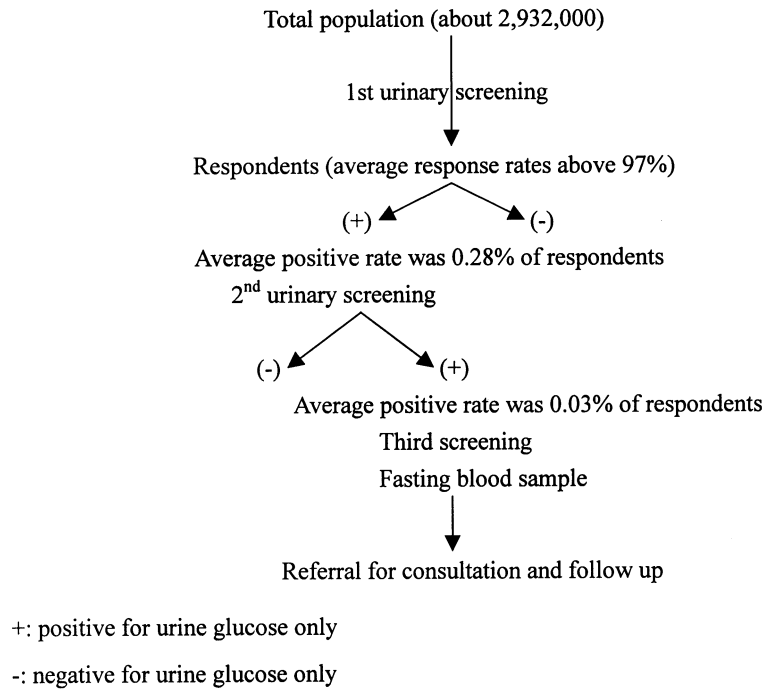 Total population (about 2,932,000)
1st urinary screening
Respondents (average response rates above 97%)
(+) (-)
Average positive rate was 0.28% of respondents
2nd urinary screening
(-) (+)
Average positive rate was 0.03% of respondents
Third screening
Fasting blood sample
Referral for consultation and follow up
+: positive for urine glucose only
-: negative for urine glucose only